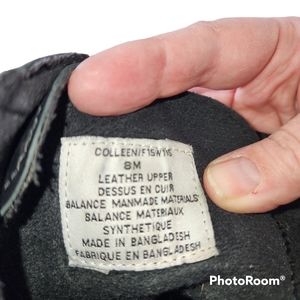 COLLEEN/F15WTIE
8M
LEATHER UPPER
DESSUS EN CUIR
BALANCE MANMADE MATERIALS
BALANCE MATERIAUX
SYNTHETIQUE
MADE IN BANGLADESH
FABRIQUE EN BANGLADESH
PhotoRoom®